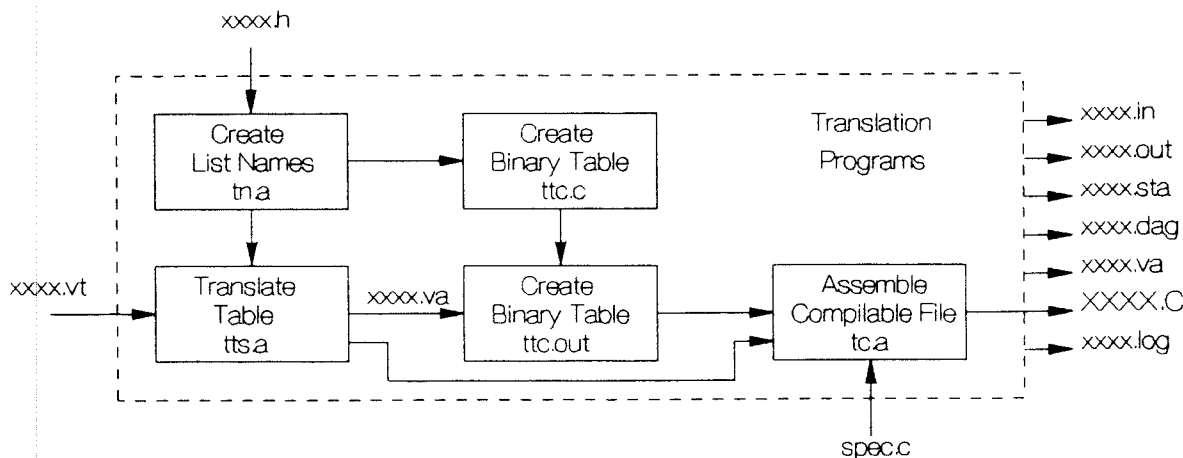 xxxx.h
Create
List Names
tn.a
Create
Binary Table
ttc.c
Translation
Programs
xxxx.in
xxxx.out
xxxx.sta
xxxx.dag
xxxx.va
XXXX.C
xxxx.log
xxxx.vt
Translate
Table
tts.a
xxxx.va
Create
Binary Table
ttc.out
Assemble
Compilable File
tc.a
spec.c